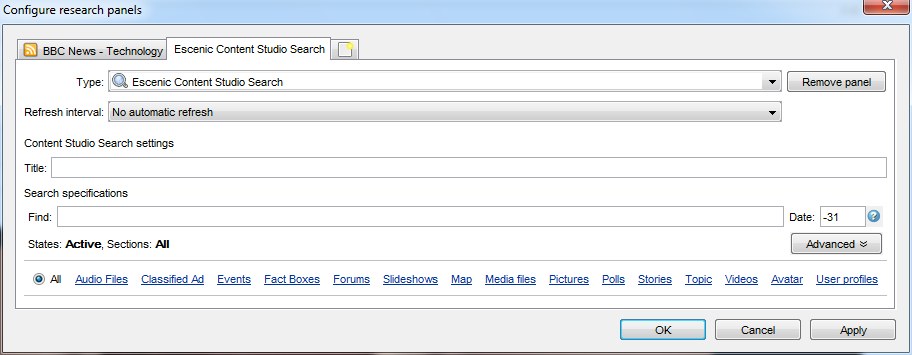 Configure research panels
BBC News - Technology Escenic Content Studio Search
Type: Escenic Content Studio Search Remove panel
Refresh interval: No automatic refresh
Content Studio Search settings
Title:
Search specifications
Find: Date: -31 ?
States: Active, Sections: All Advanced
All Audio Files Classified Ad Events Fact Boxes Forums Slideshows Map Media files Pictures Polls Stories Topic Videos Avatar User profiles
OK Cancel Apply